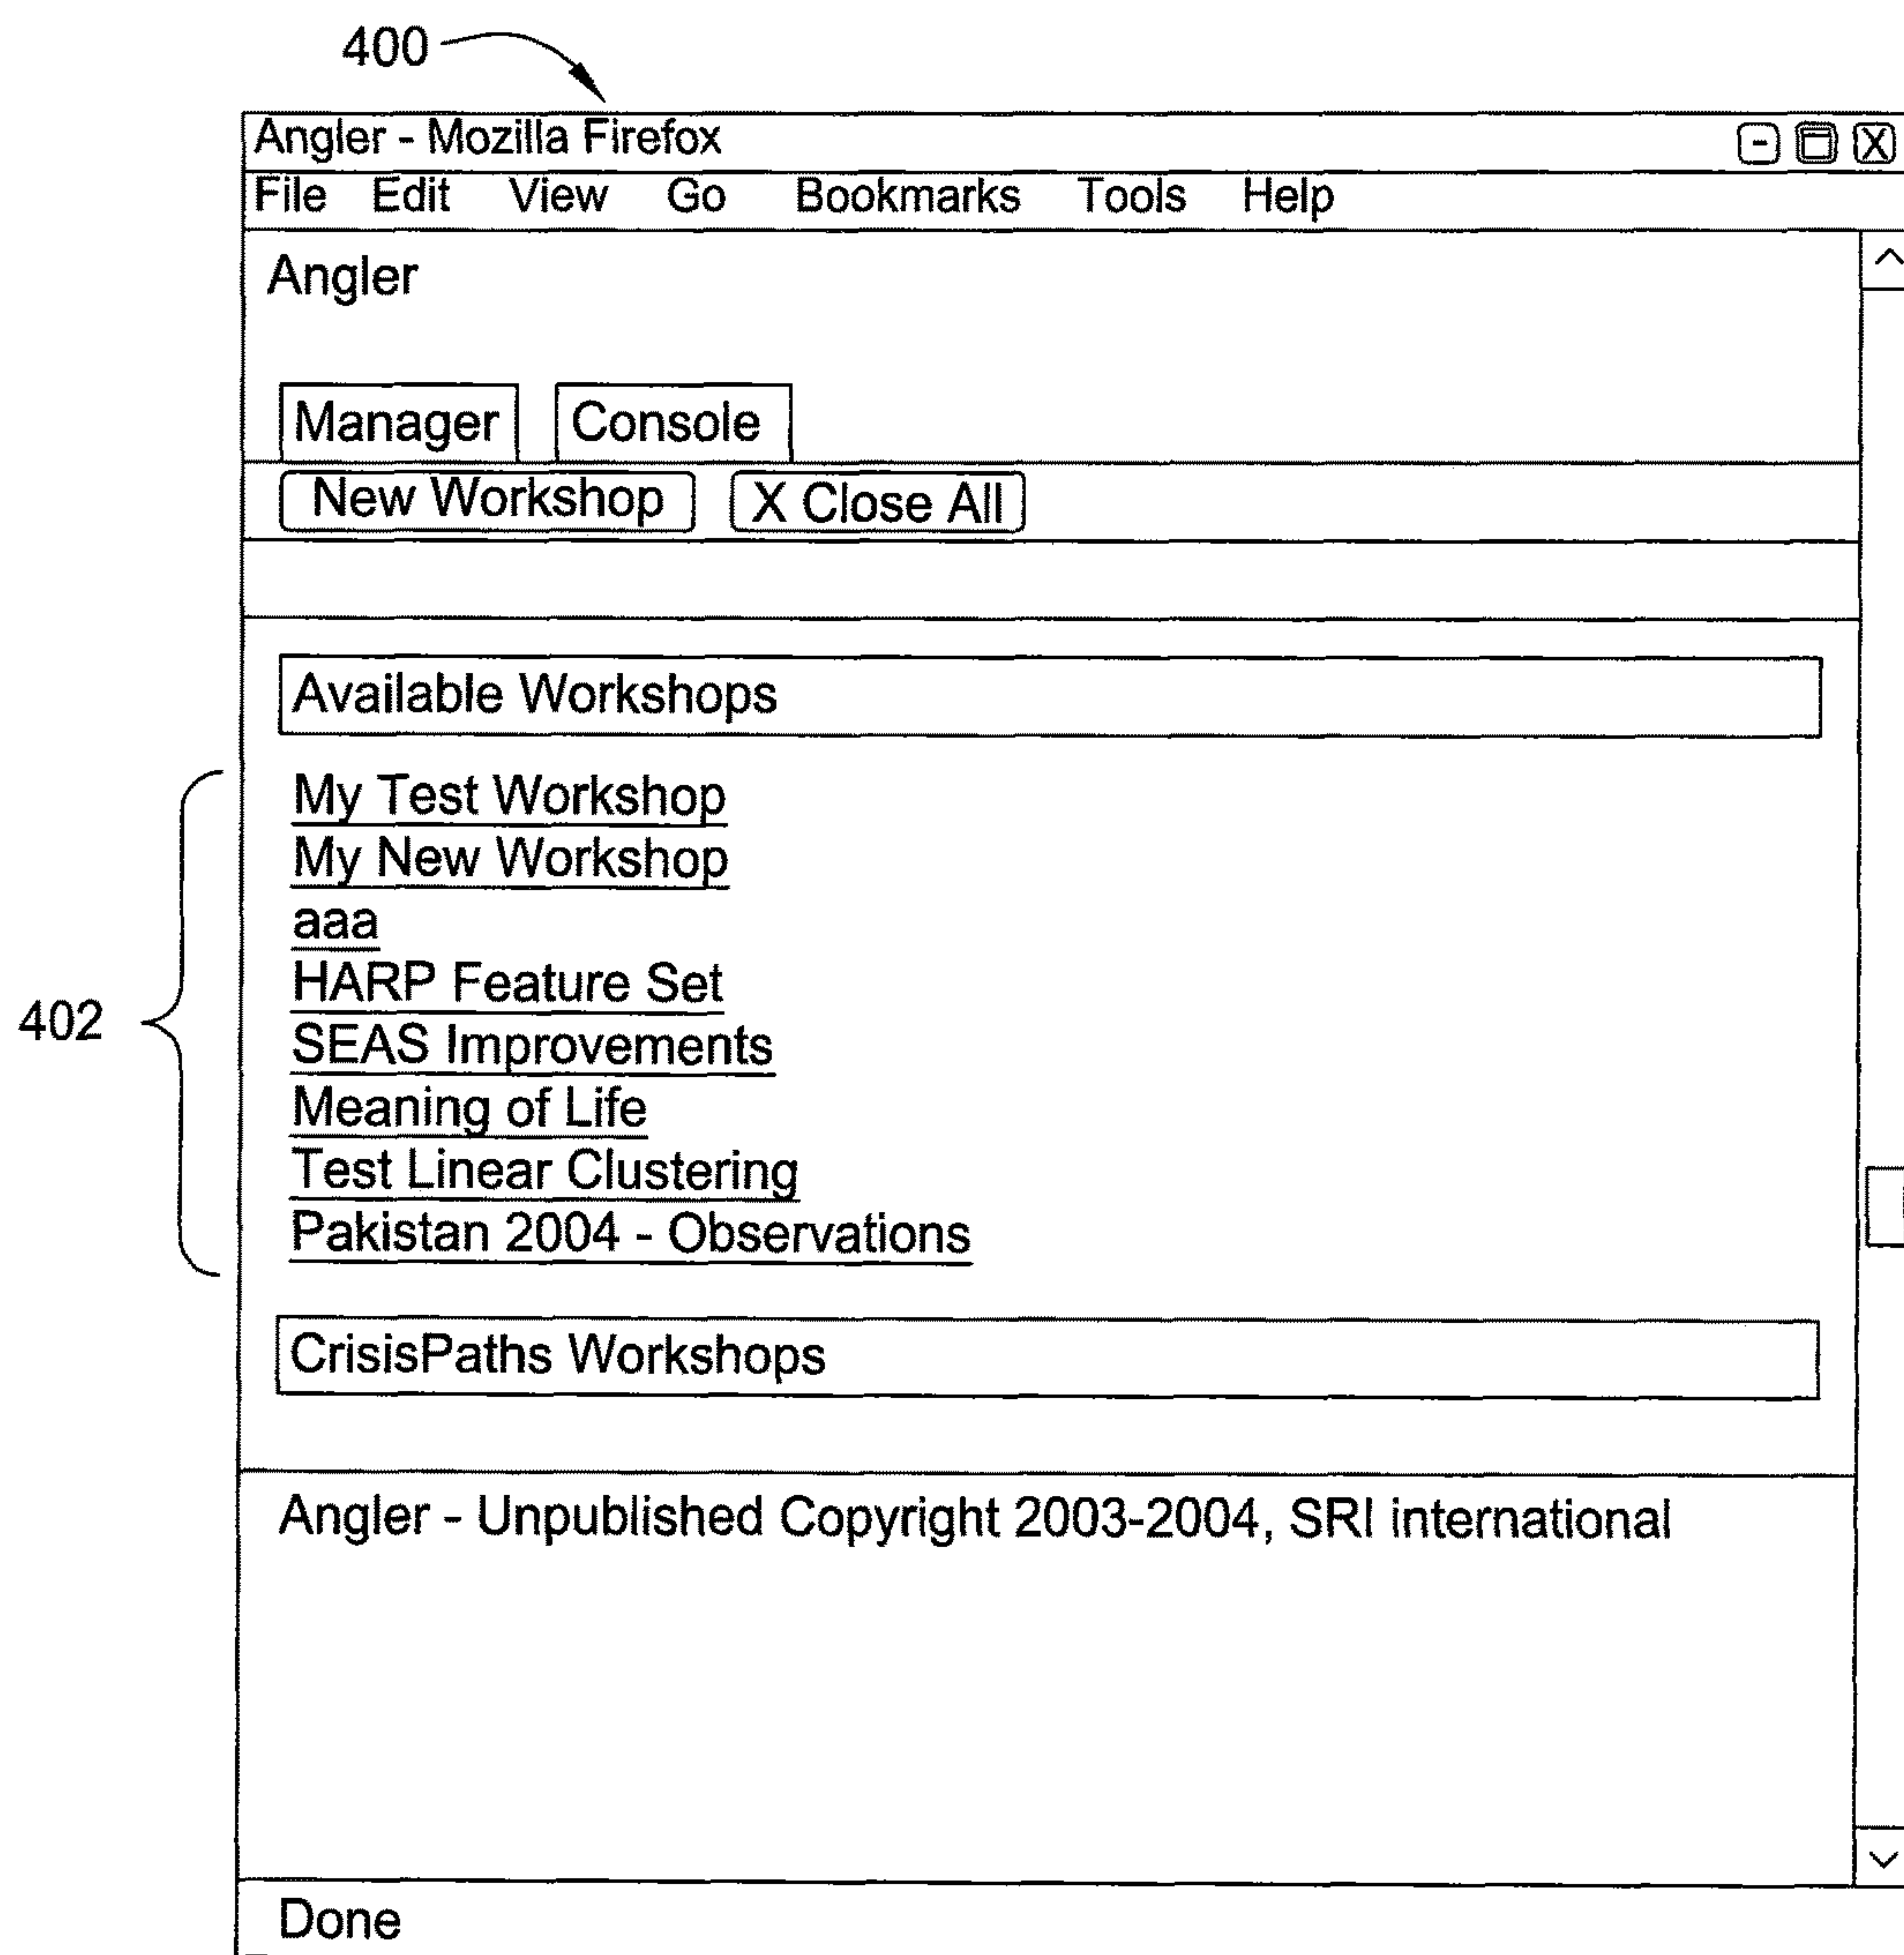 400
Angler - Mozilla Firefox
File Edit View Go Bookmarks Tools Help
Angler
Manager Console
New Workshop X Close All
Available Workshops
My Test Workshop
My New Workshop
aaa
HARP Feature Set
402
SEAS Improvements
Meaning of Life
Test Linear Clustering
Pakistan 2004 - Observations
CrisisPaths Workshops
Angler - Unpublished Copyright 2003-2004, SRI international
Done